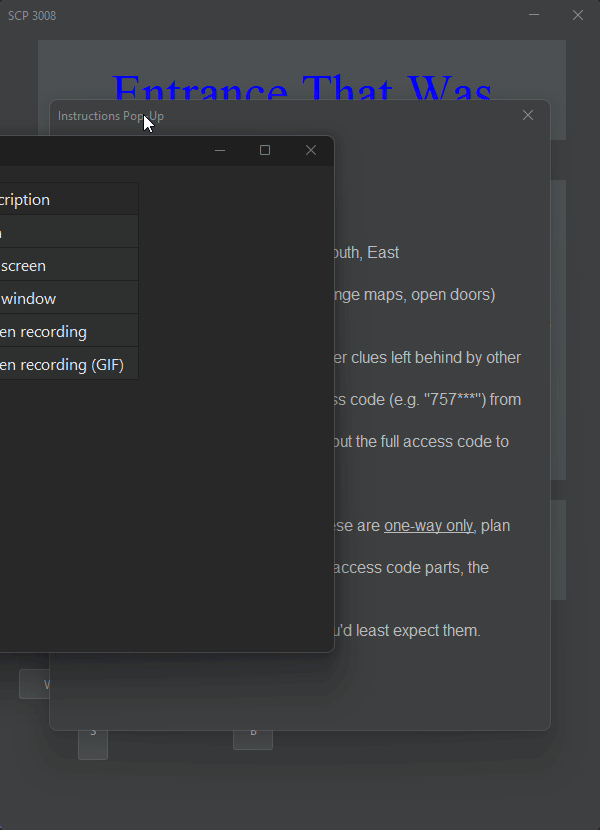 SCP 3008
Entrance That Was
Instructions Pop-Up
cription
screen
window
en recording
en recording (GIF)
outh, East
nge maps, open doors)
er clues left behind by other
ss code (e.g. "757***") from
out the full access code to
ese are one-way only, plan
access code parts, the
u'd least expect them.
W
S
B